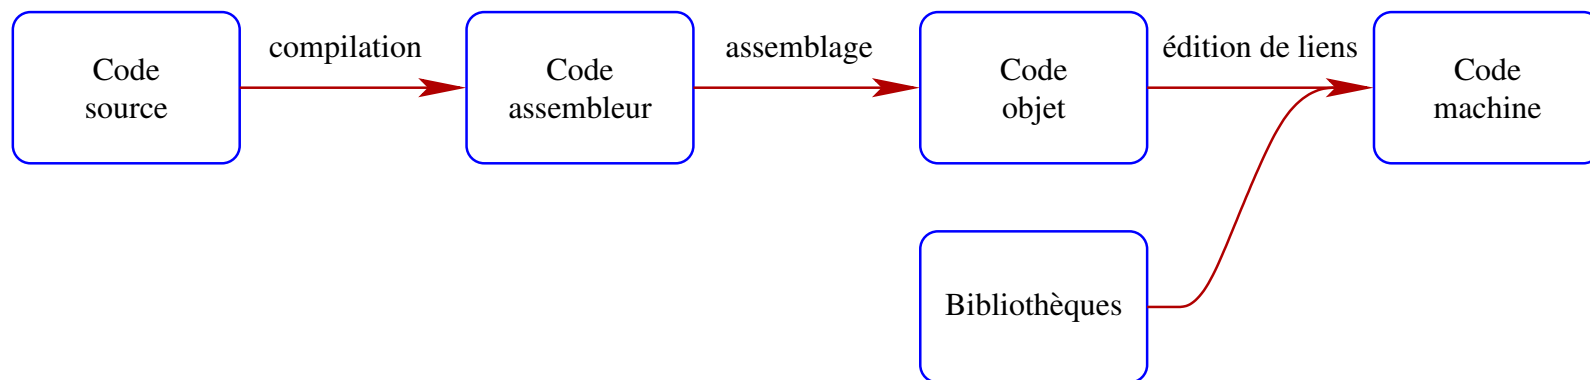 compilation
assemblage
édition de liens
Code
source
Code
assembleur
Code
objet
Code
machine
Bibliothèques